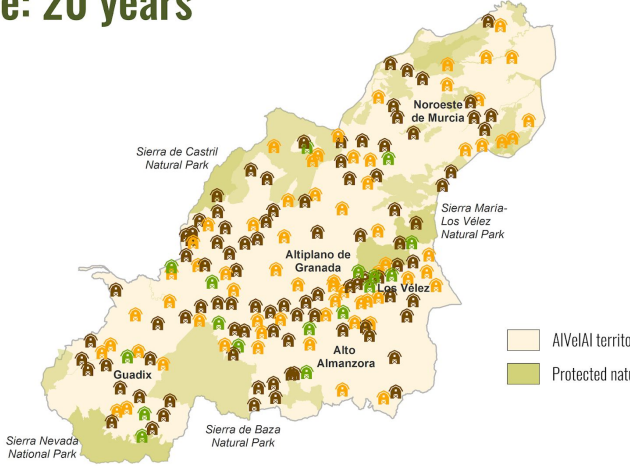 e: 20 years
Noroeste
de Murcia
Sierra de Castril
Natural Park
Sierra María-
Los Vélez
Natural Park
Altiplano de
Granada
Los Vélez
Alto
Almanzora
Guadix
Sierra de Baza
Natural Park
Sierra Nevada
National Park
AlVelAl territo
Protected natu